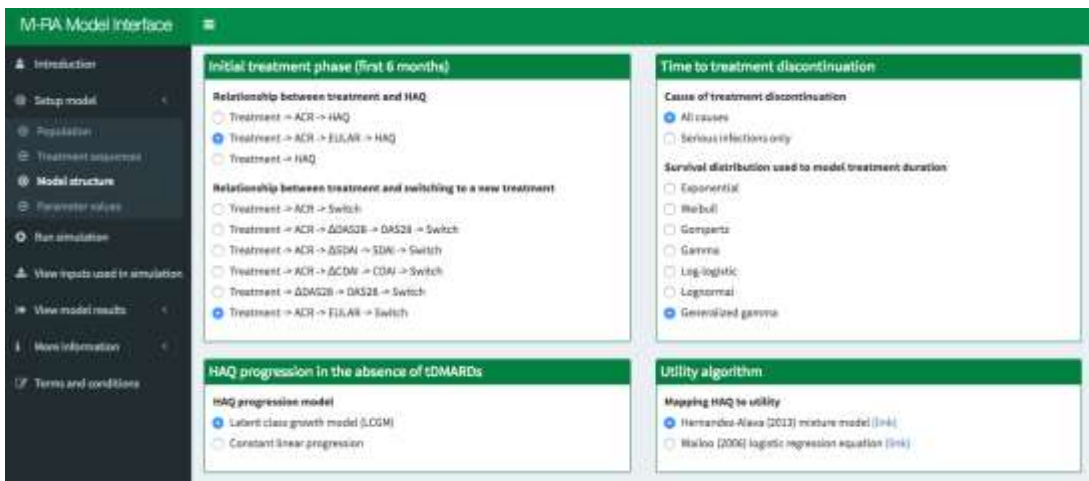 IVI-RA Model Interface
Introduction
Setup model
Population
Treatment sequences
Model structure
Parameter values
Run simulation
View inputs used in simulation
View model results
More information
Terms and conditions
Initial treatment phase (first 6 months)
Relationship between treatment and HAQ
Treatment -> ACR -> HAQ
Treatment -> ACR -> EULAR -> HAQ
Treatment -> HAQ
Relationship between treatment and switching to a new treatment
Treatment -> ACR -> Switch
Treatment -> ACR -> ΔDAS28 -> DAS28 -> Switch
Treatment -> ACR -> ΔSDAI -> SDAI -> Switch
Treatment -> ACR -> ΔCDAI -> CDAI -> Switch
Treatment -> ΔDAS28 -> DAS28 -> Switch
Treatment -> ACR -> EULAR -> Switch
Time to treatment discontinuation
Cause of treatment discontinuation
All causes
Serious infections only
Survival distribution used to model treatment duration
Exponential
Weibull
Gompertz
Gamma
Log-logistic
Lognormal
Generalized gamma
HAQ progression in the absence of tDMARDs
HAQ progression model
Latent class growth model (LCGM)
Constant linear progression
Utility algorithm
Mapping HAQ to utility
Hernandez-Alava (2013) mixture model (link)
Wailoo (2006) logistic regression equation (link)